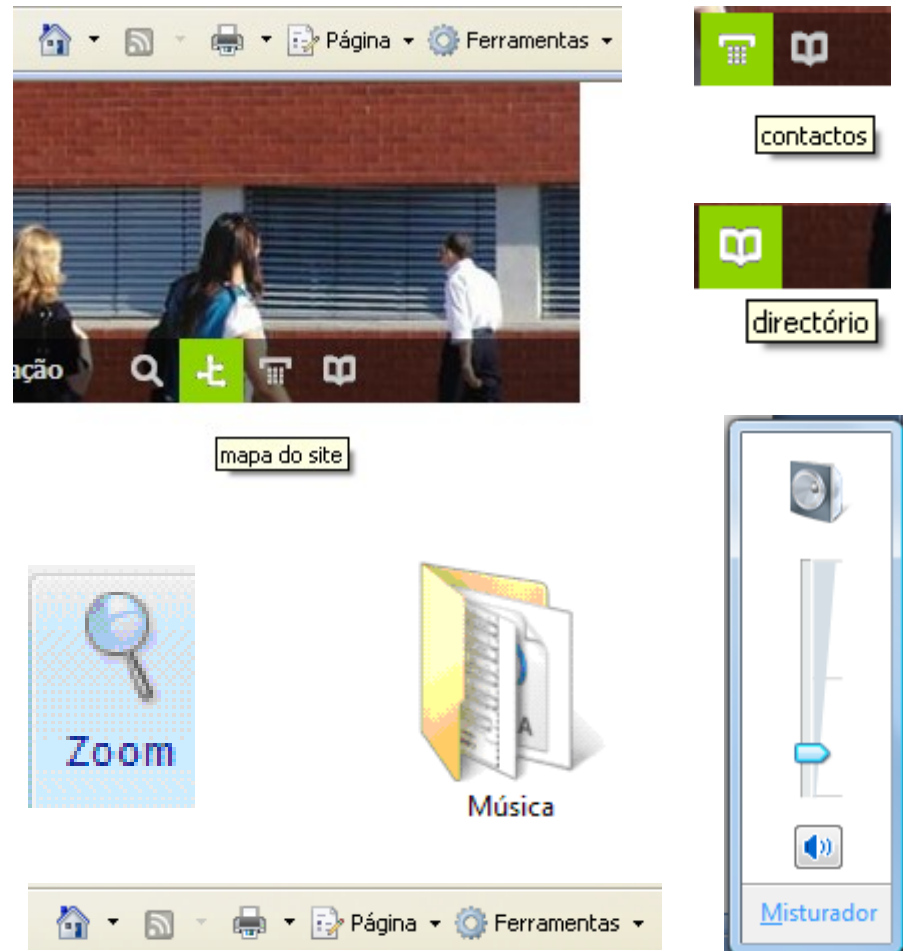 Página Ferramentas
contactos
directório
ação
mapa do site
Zoom
Música
Misturador
Página Ferramentas